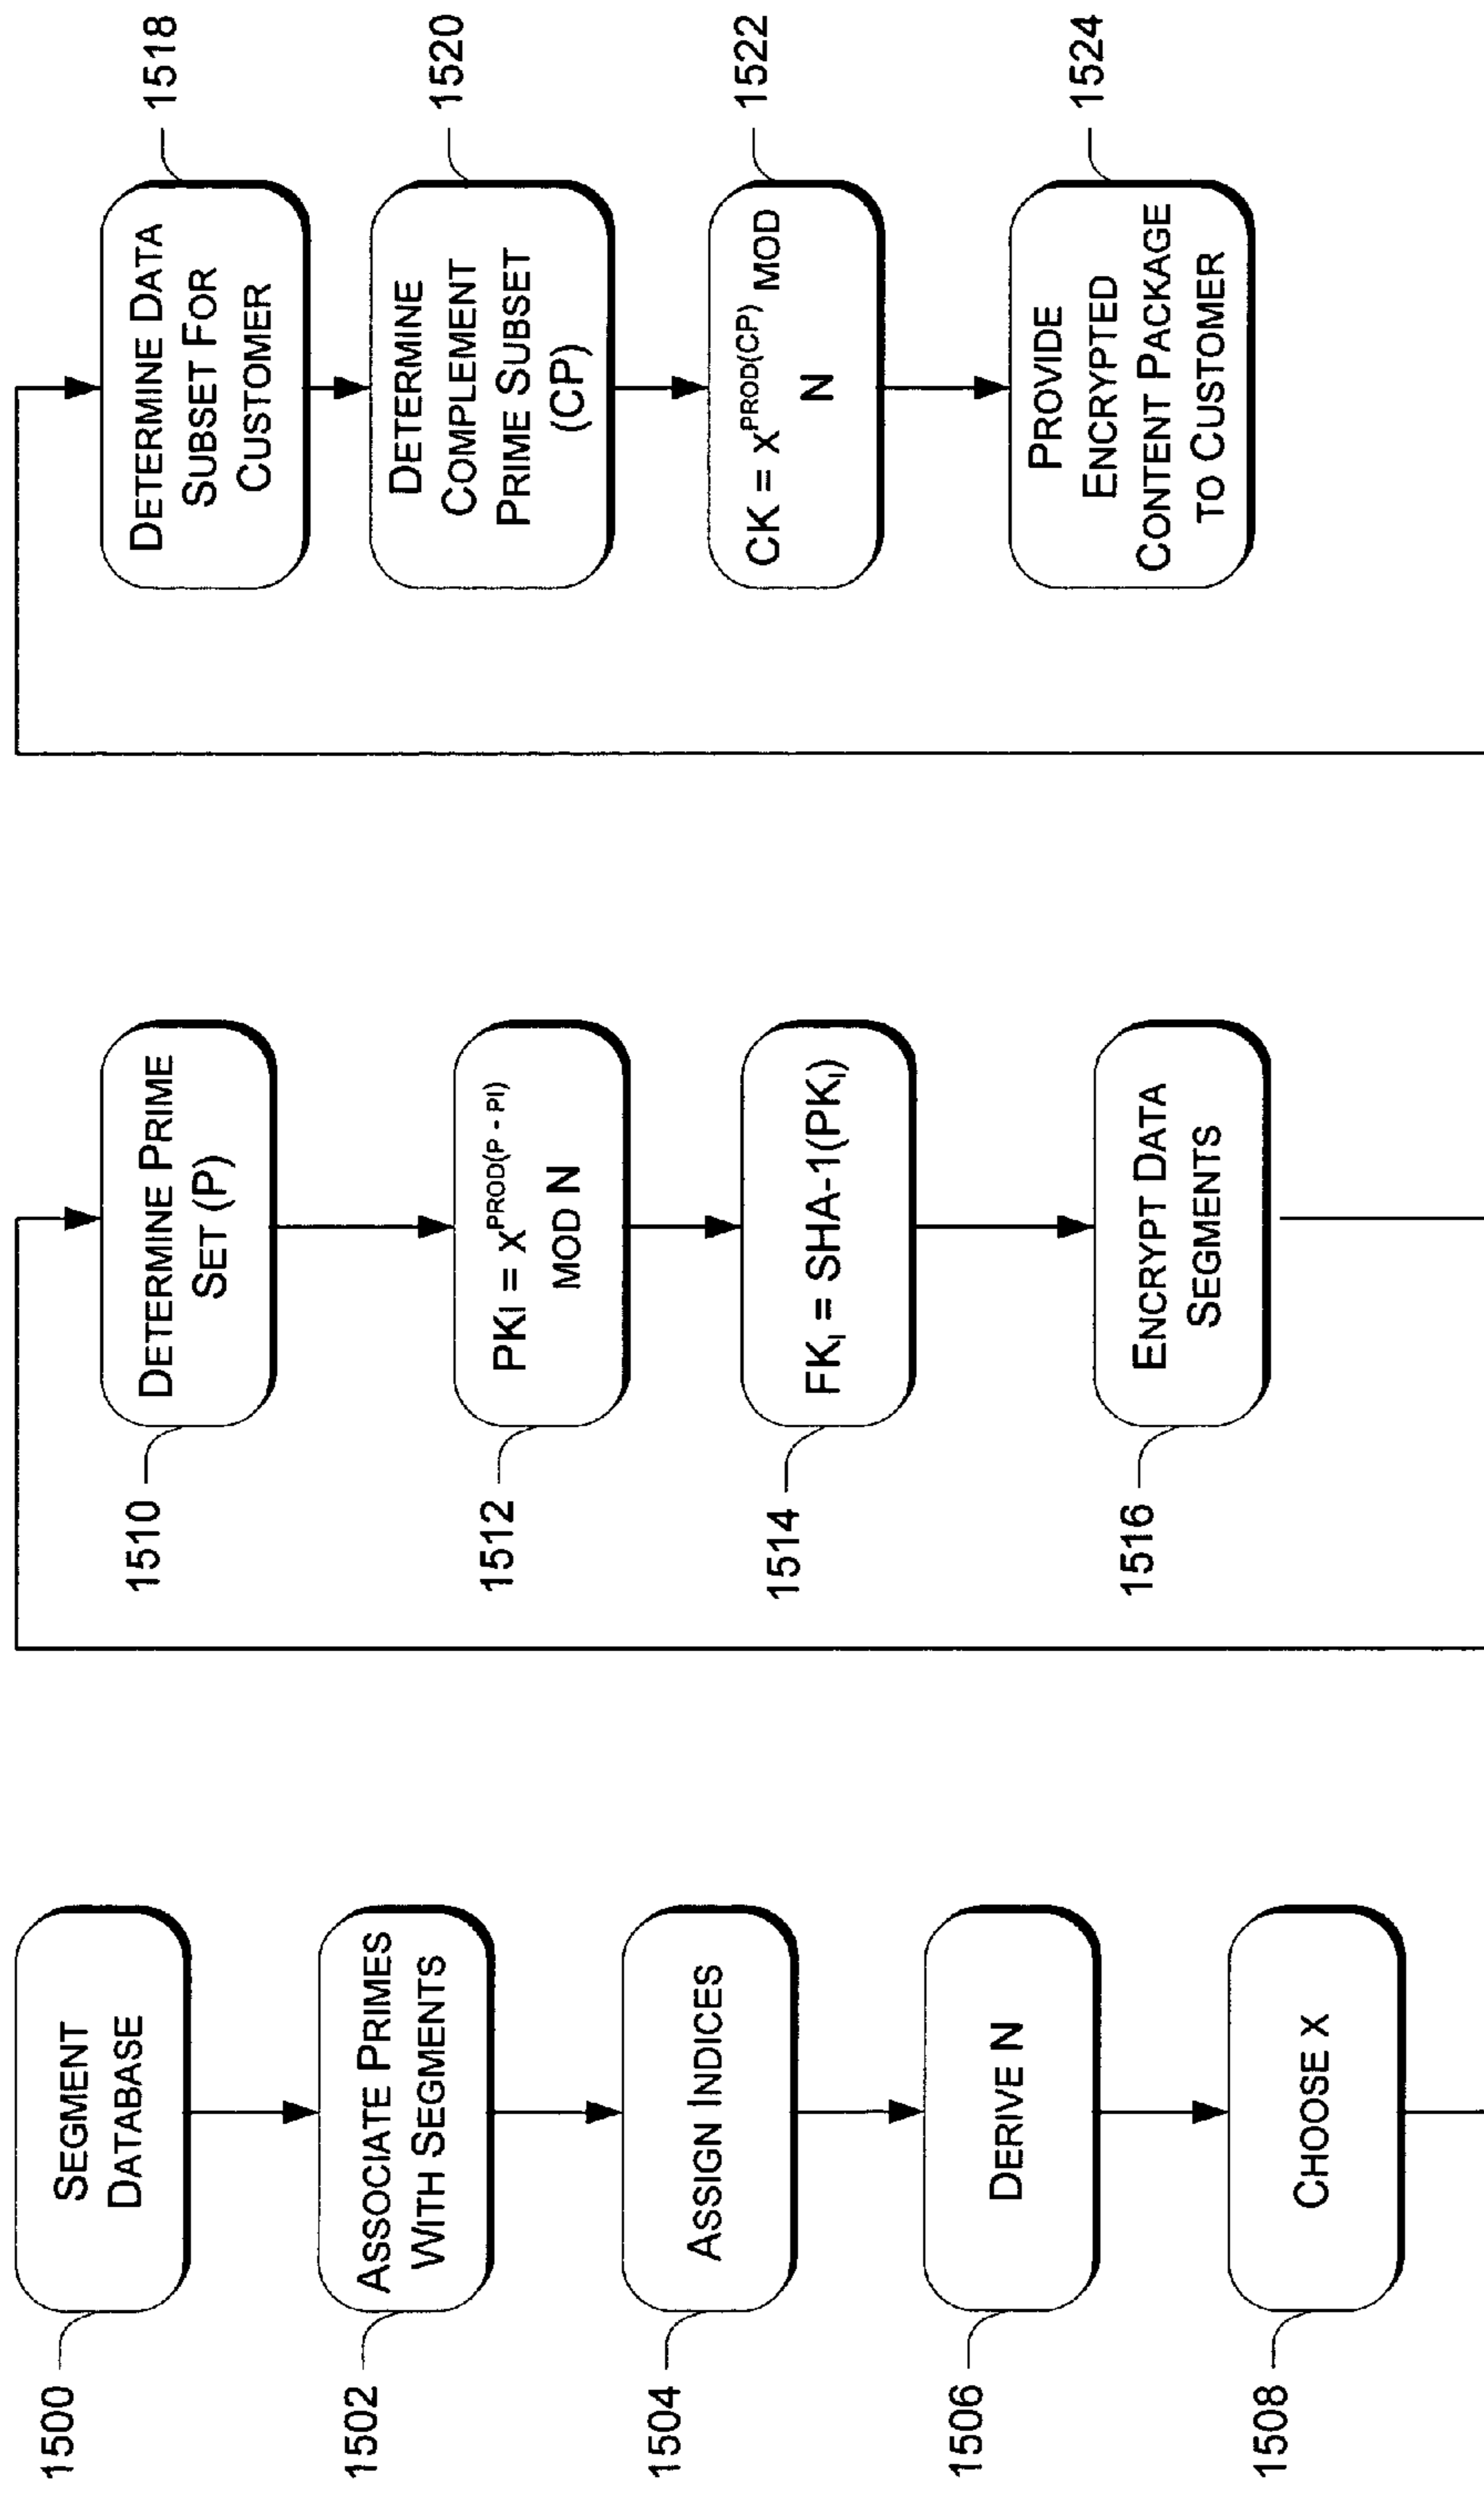 1500
SEGMENT
DATABASE
1502
ASSOCIATE PRIMES
WITH SEGMENTS
1504
ASSIGN INDICES
1506
DERIVE N
1508
CHOOSE X
1510
DETERMINE PRIME
SET (P)
1512
PKI = X^PROD(P - PI)
MOD N
1514
FKI = SHA-1(PKI)
1516
ENCRYPT DATA
SEGMENTS
1518
DETERMINE DATA
SUBSET FOR
CUSTOMER
1520
DETERMINE
COMPLEMENT
PRIME SUBSET
(CP)
1522
CK = X^PROD(CP) MOD
N
1524
PROVIDE
ENCRYPTED
CONTENT PACKAGE
TO CUSTOMER